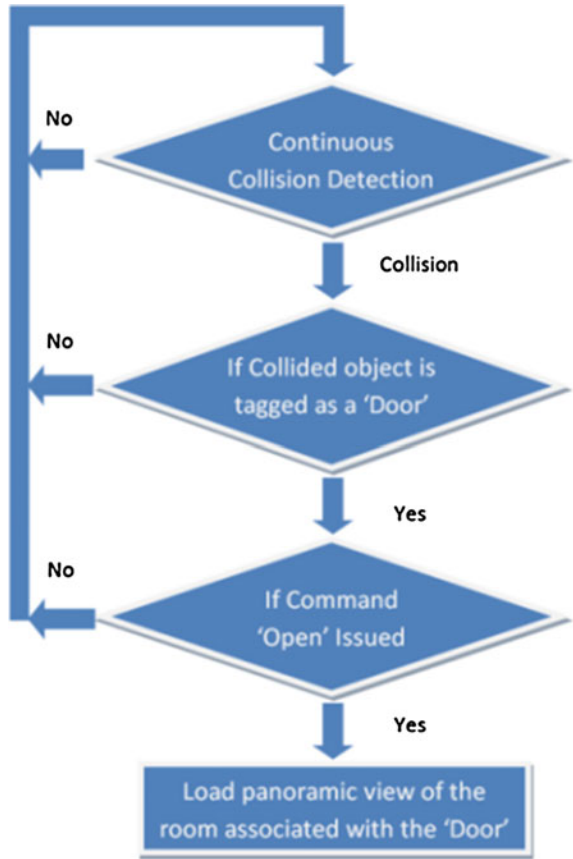 No
Continuous
Collision Detection
Collision
No
If Collided object is
tagged as a ‘Door’
Yes
No
If Command
‘Open’ Issued
Yes
Load panoramic view of the
room associated with the ‘Door’